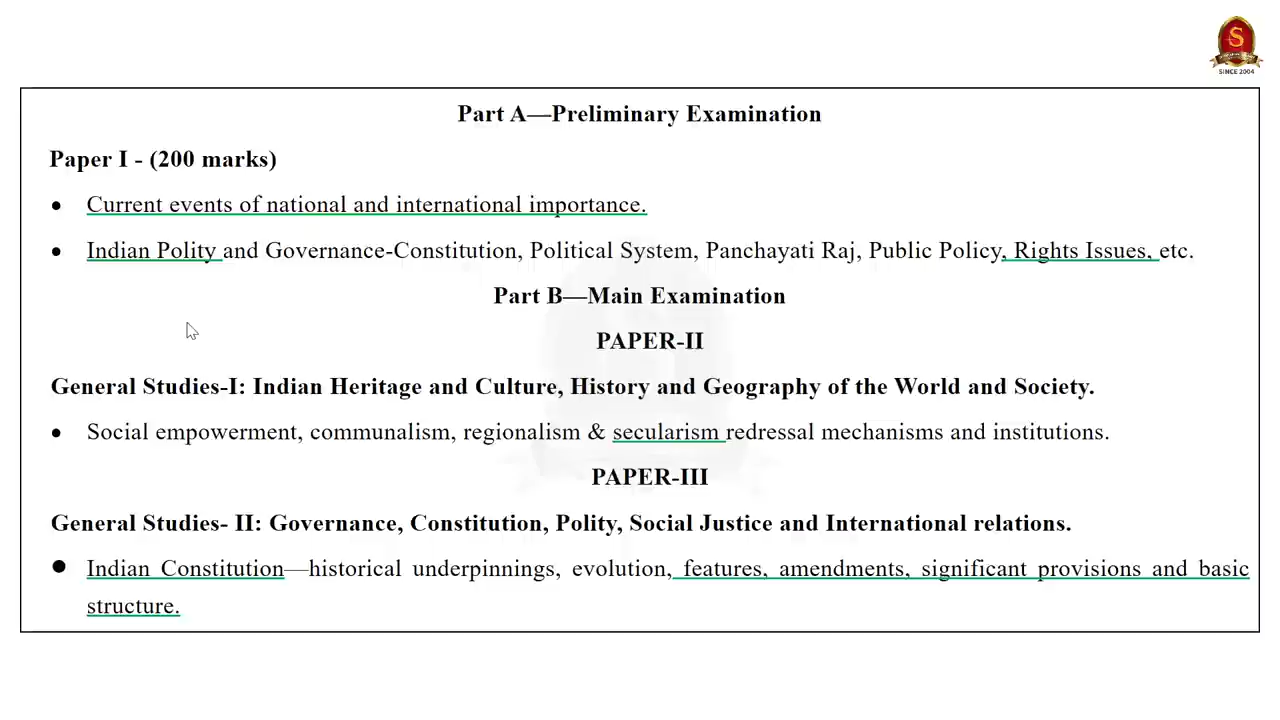 S
SINCE 2004
Part A—Preliminary Examination
Paper I - (200 marks)
• Current events of national and international importance.
• Indian Polity and Governance-Constitution, Political System, Panchayati Raj, Public Policy, Rights Issues, etc.
Part B—Main Examination
PAPER-II
General Studies-I: Indian Heritage and Culture, History and Geography of the World and Society.
• Social empowerment, communalism, regionalism & secularism redressal mechanisms and institutions.
PAPER-III
General Studies- II: Governance, Constitution, Polity, Social Justice and International relations.
• Indian Constitution—historical underpinnings, evolution, features, amendments, significant provisions and basic
structure.